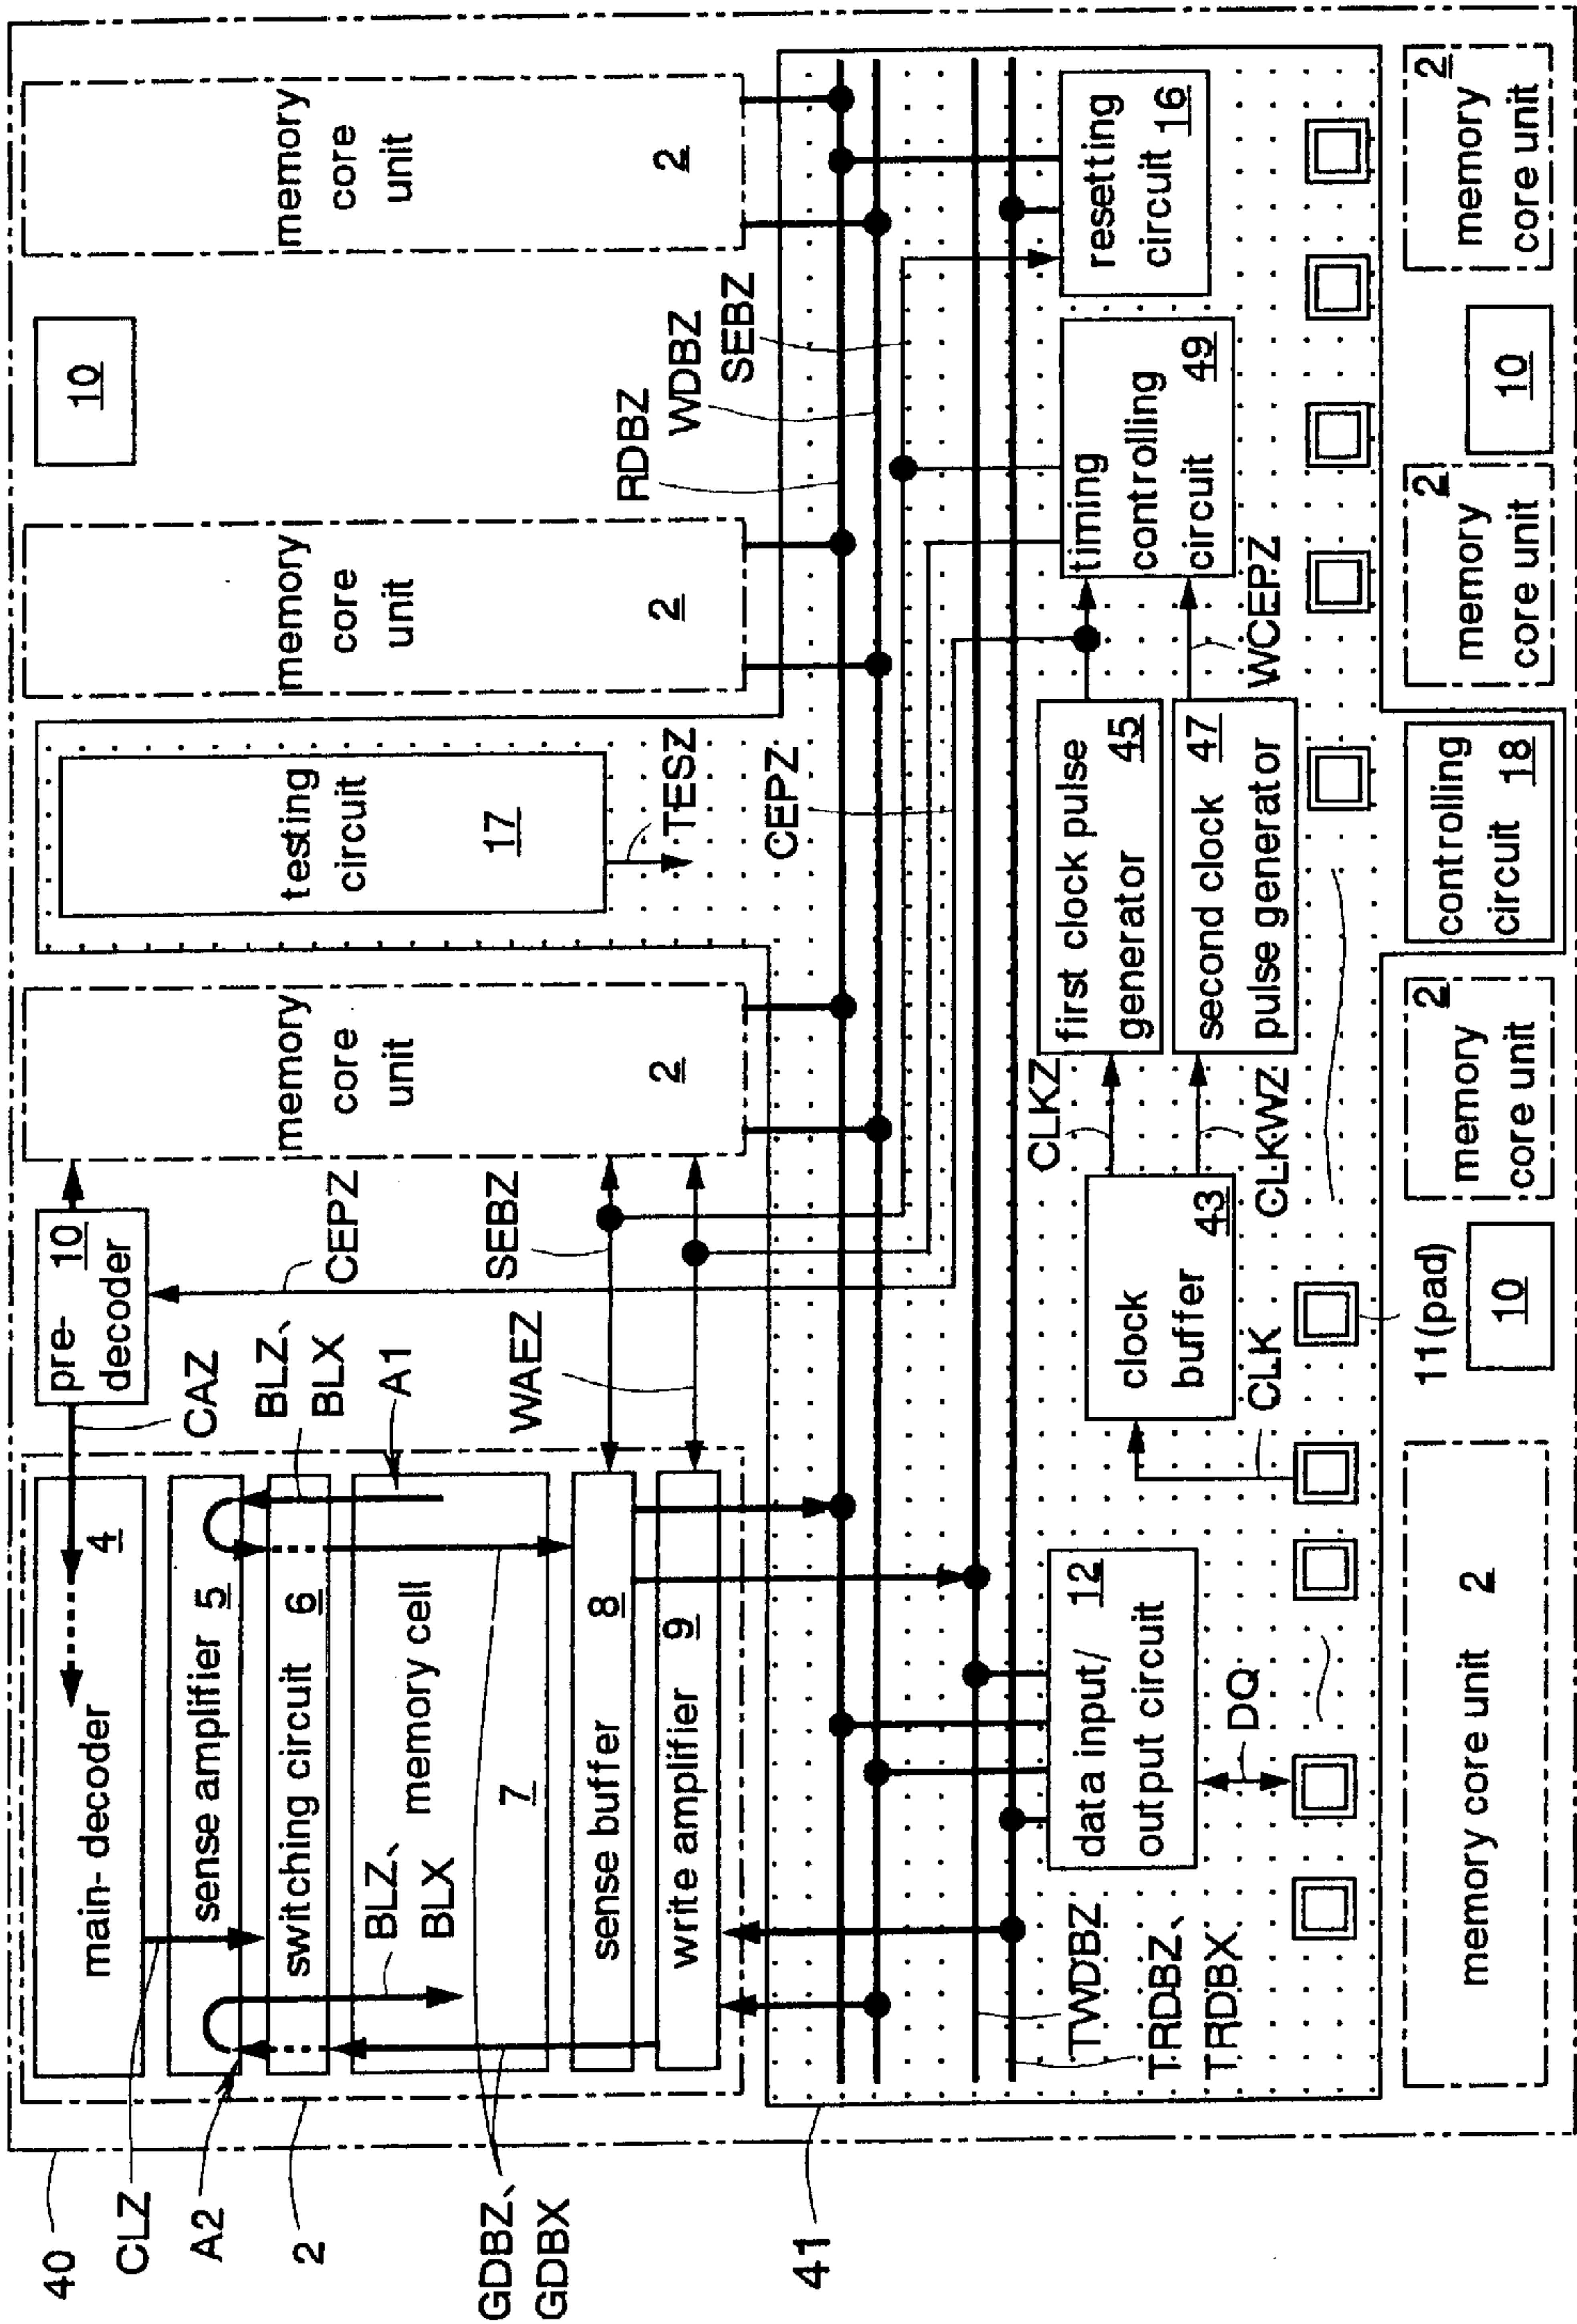 40
CLZ
A2
2
GDBZ、
GDBX
41
main-decoder
4
sense amplifier 5
switching circuit 6
BLZ、
BLX
memory cell
7
sense buffer
8
write amplifier
9
pre-
decoder
10
CAZ
BLZ、
BLX
A1
CEPZ
SEBZ
WAEZ
memory
core
unit
2
testing
circuit
17
TESZ
CEPZ
memory
core
unit
2
10
RDBZ
WDBZ
SEBZ
memory
core
unit
2
TWDBZ
TRDBZ、
TRDBX
data input/
output circuit
12
DQ
clock
buffer
43
CLK
CLKZ
CLKWZ
first clock pulse
generator
45
second clock
pulse generator
47
WCEPZ
timing
controlling
circuit
49
resetting
circuit
16
11(pad)
memory core unit
2
10
memory
core unit
2
controlling
circuit
18
memory
core unit
2
10
memory
core unit
2